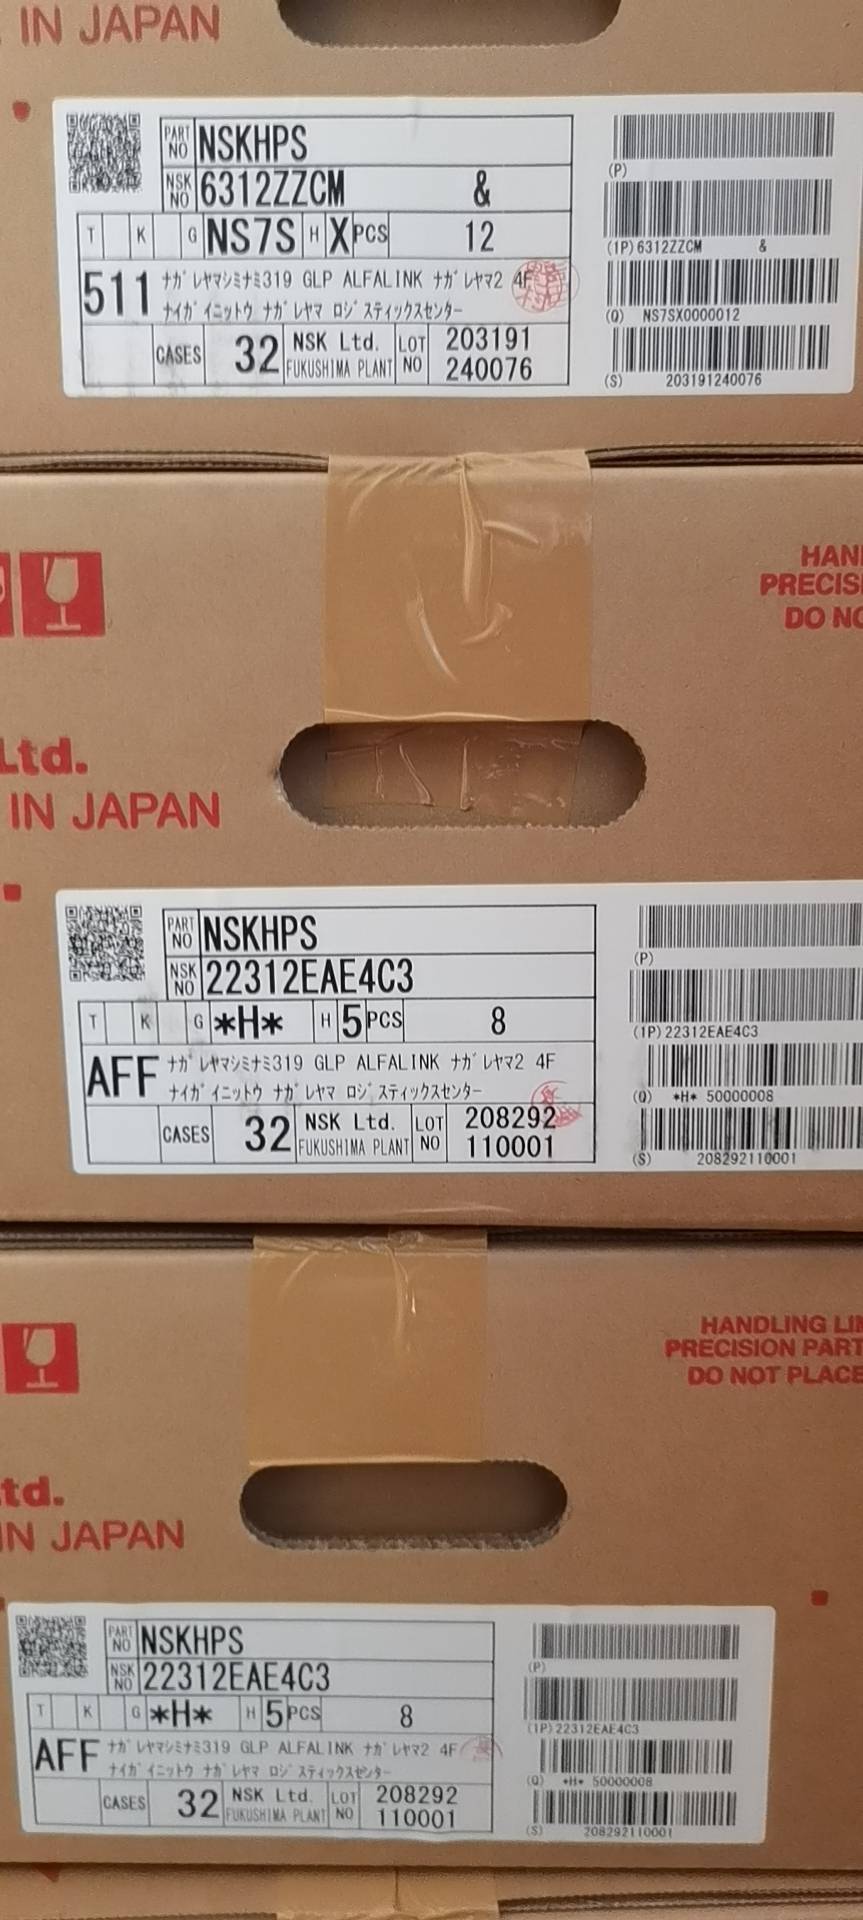 IN JAPAN
PART NO NSKHPS
NSK NO 6312ZZCM &
T K G NS7S H X PCS 12
511 ナガレヤマシミナミ319 GLP ALFALINK ナガレヤマ2 4F
ナイガイニットウ ナガレヤマ ロジスティックスセンター
CASES 32 NSK Ltd. FUKUSHIMA PLANT LOT NO 203191 240076
(P)
(1P) 6312ZZCM &
(Q) NS7SX0000012
(S) 203191240076
HAN
PRECIS
DO NO
Ltd.
IN JAPAN
PART NO NSKHPS
NSK NO 22312EAE4C3
T K G *H* H 5 PCS 8
AFF ナガレヤマシミナミ319 GLP ALFALINK ナガレヤマ2 4F
ナイガイニットウ ナガレヤマ ロジスティックスセンター
CASES 32 NSK Ltd. FUKUSHIMA PLANT LOT NO 208292 110001
(P)
(1P) 22312EAE4C3
(Q) *H* 50000008
(S) 208292110001
HANDLING LI
PRECISION PART
DO NOT PLACE
td.
IN JAPAN
PART NO NSKHPS
NSK NO 22312EAE4C3
T K G *H* H 5 PCS 8
AFF ナガレヤマシミナミ319 GLP ALFALINK ナガレヤマ2 4F
ナイガイニットウ ナガレヤマ ロジスティックスセンター
CASES 32 NSK Ltd. FUKUSHIMA PLANT LOT NO 208292 110001
(P)
(1P) 22312EAE4C3
(Q) *H* 50000008
(S) 208292110001